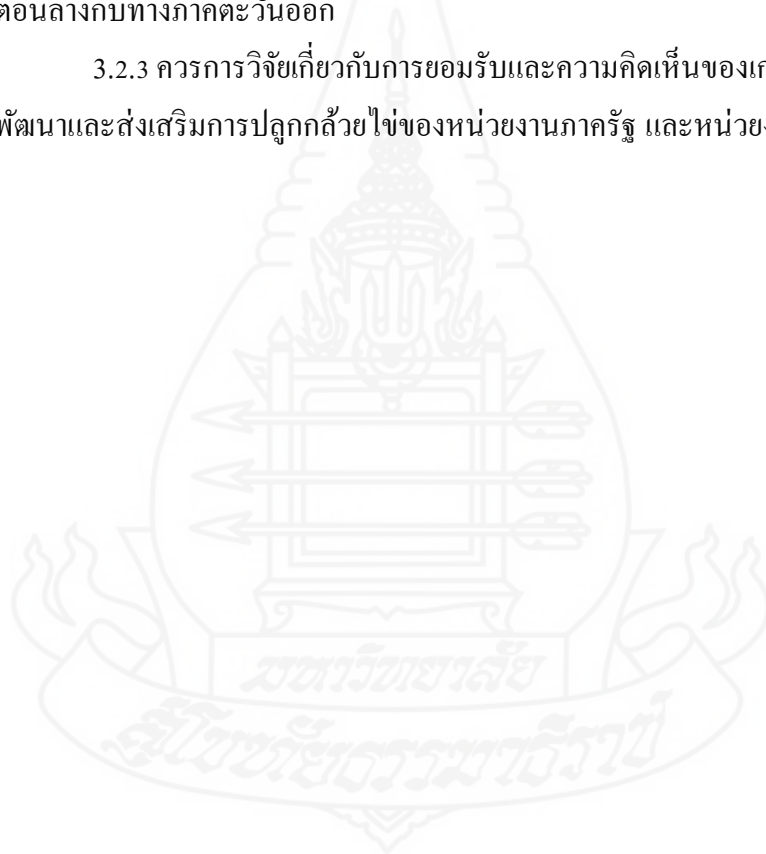 ตอนล่างกับทางภาคตะวันออก
3.2.3 ควรการวิจัยเกี่ยวกับการยอมรับและความคิดเห็นของเก
พัฒนาและส่งเสริมการปลูกกล้วยไข่ของหน่วยงานภาครัฐ และหน่วยง
มหาวิทยาลัย
สุโขทัยธรรมาธิราช